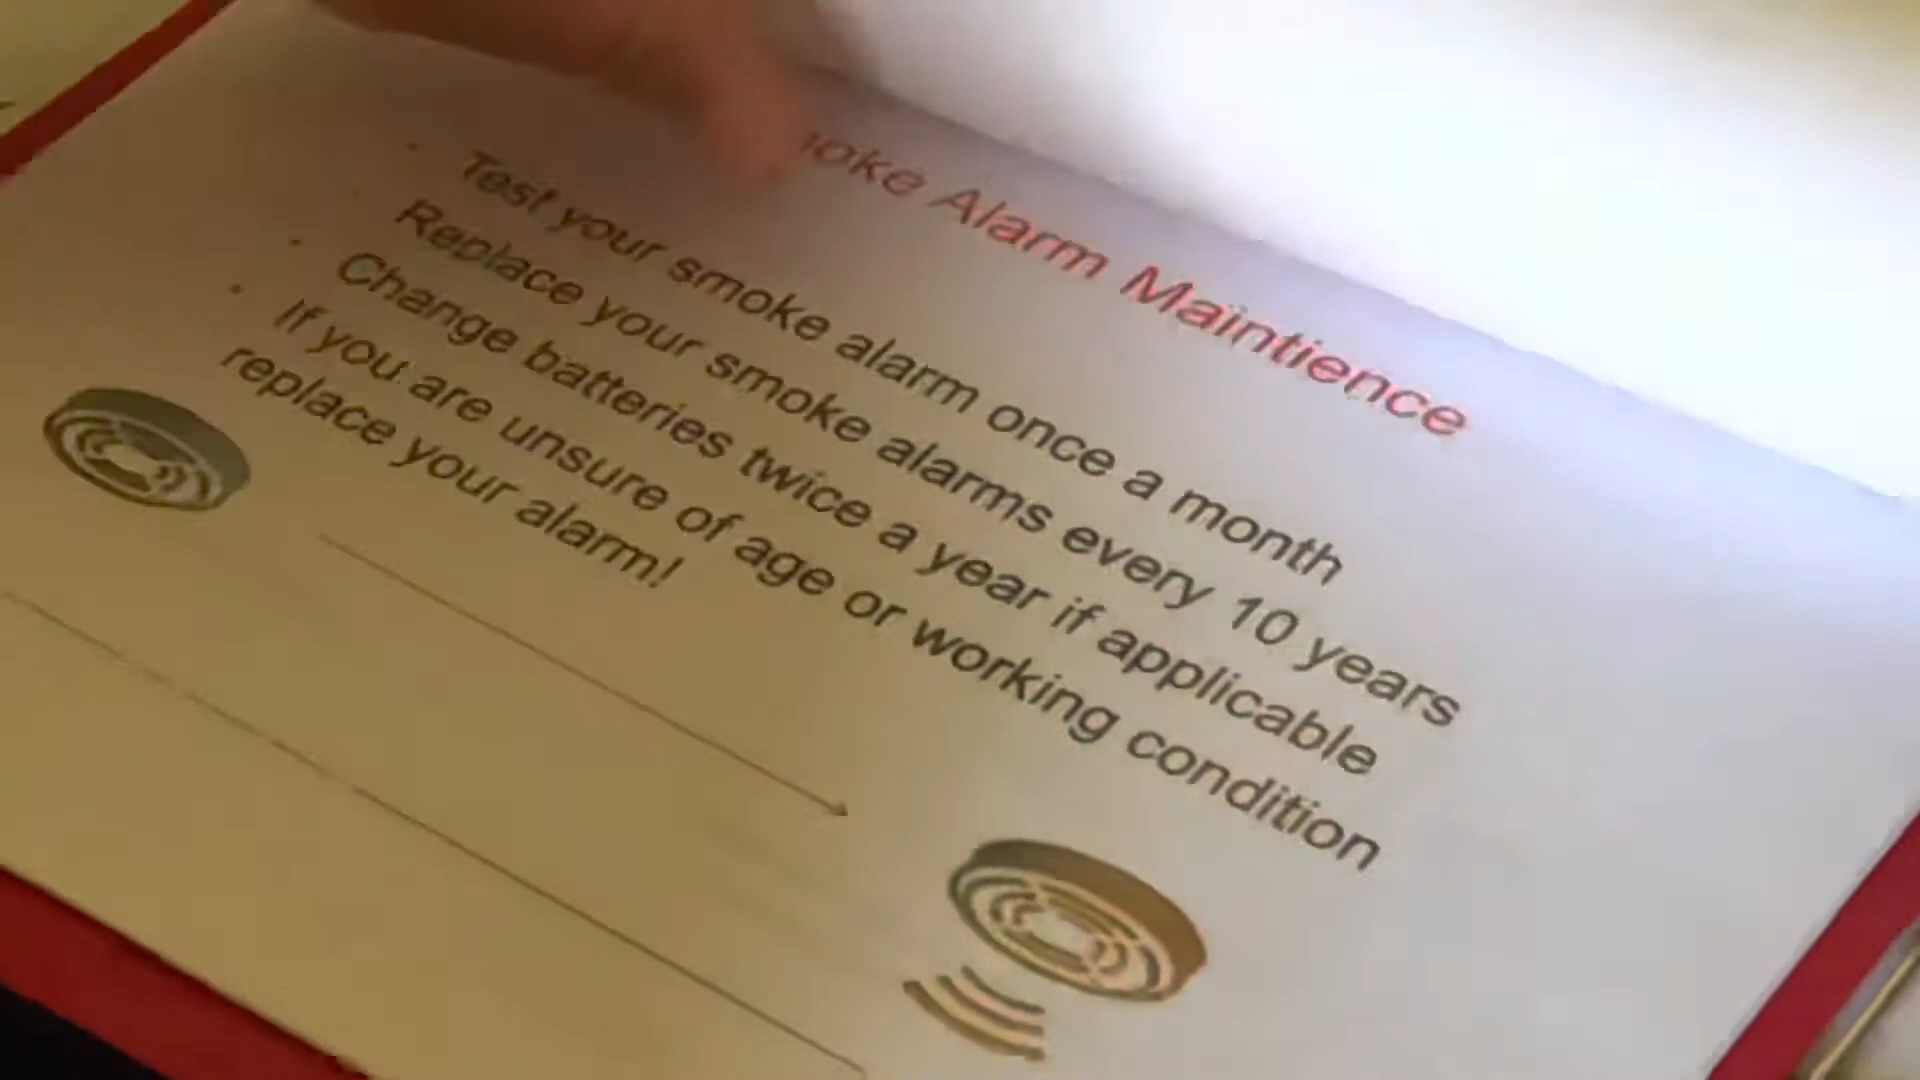 Alarm Maintience
Test your smoke alarm once a month
Replace your smoke alarms every 10 years
Change batteries twice a year if applicable
If you are unsure of age or working condition
replace your alarm!